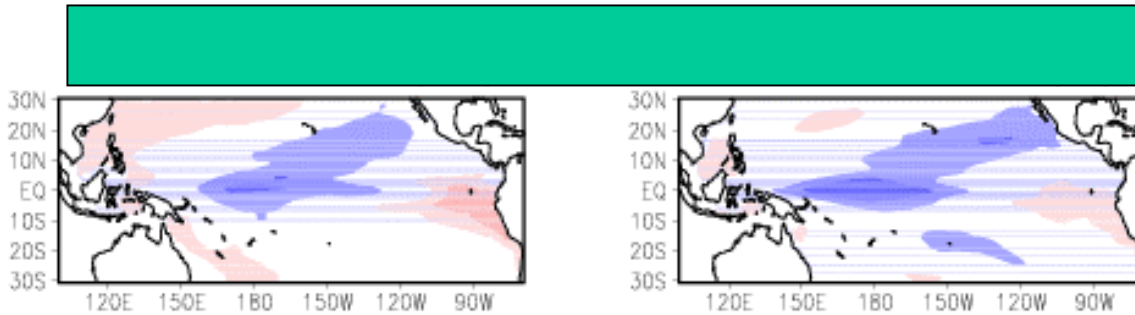 30N 30N
20N 20N
10N 10N
EQ EQ
10S 10S
20S 20S
30S 30S
120E 150E 180 150W 120W 90W 120E 150E 180 150W 120W 90W